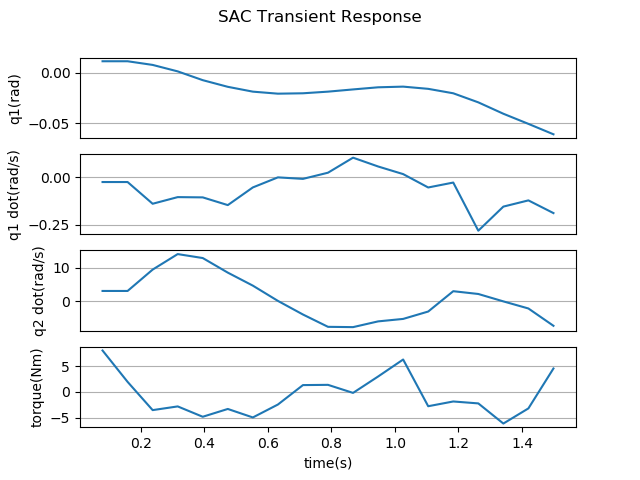 SAC Transient Response
q1(rad)
0.00
−0.05
q1 dot(rad/s)
0.00
−0.25
q2 dot(rad/s)
10
0
torque(Nm)
5
0
−5
0.2 0.4 0.6 0.8 1.0 1.2 1.4
time(s)